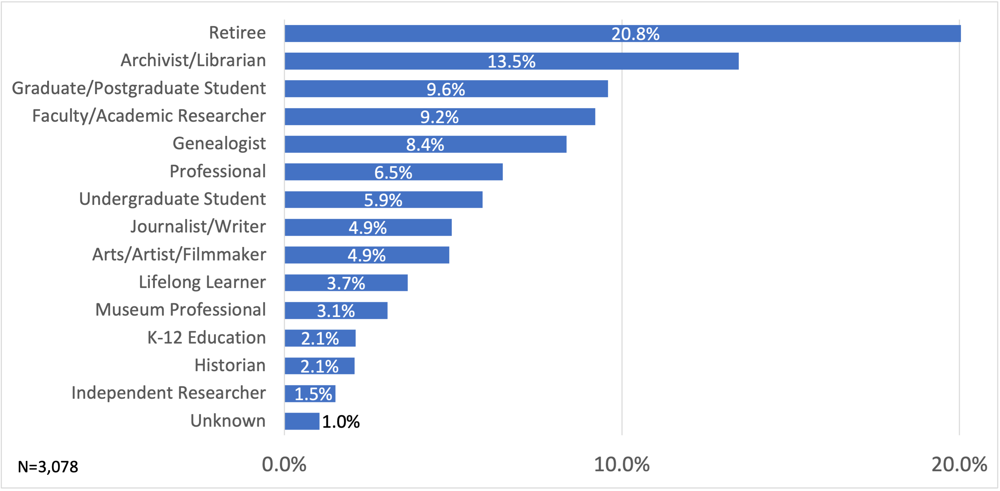 Retiree 20.8%
Archivist/Librarian 13.5%
Graduate/Postgraduate Student 9.6%
Faculty/Academic Researcher 9.2%
Genealogist 8.4%
Professional 6.5%
Undergraduate Student 5.9%
Journalist/Writer 4.9%
Arts/Artist/Filmmaker 4.9%
Lifelong Learner 3.7%
Museum Professional 3.1%
K-12 Education 2.1%
Historian 2.1%
Independent Researcher 1.5%
Unknown 1.0%
N=3,078 0.0% 10.0% 20.0%